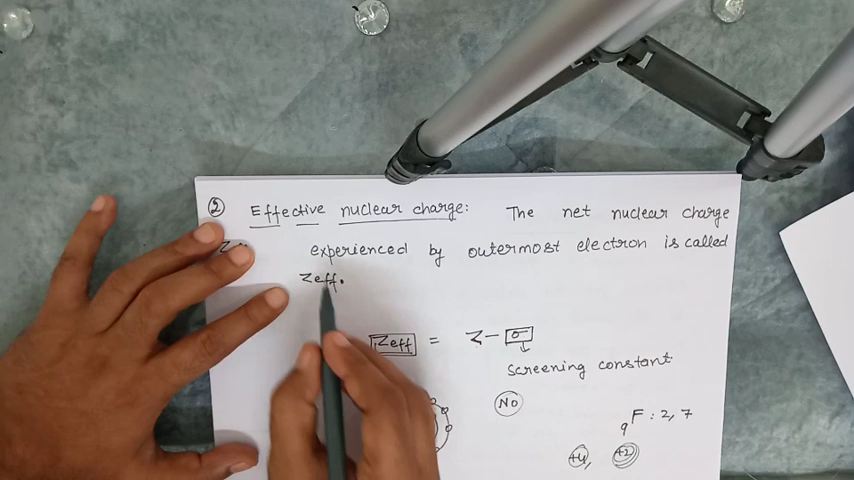 ② Effective nuclear charge: The net nuclear charge
experienced by outermost electron is called
Zeff.
Zeff = Z - σ
Screening constant
No
₉F : 2, 7
+2